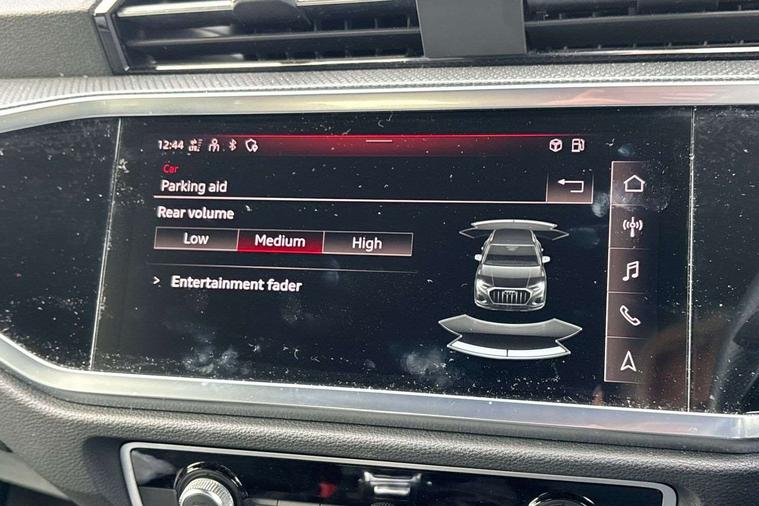 12:44
Car
Parking aid
Rear volume
Low Medium High
> Entertainment fader